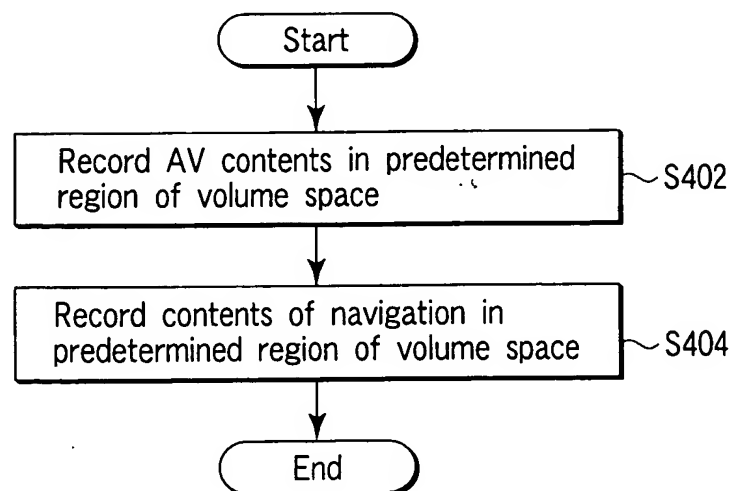 Start
Record AV contents in predetermined
region of volume space
S402
Record contents of navigation in
predetermined region of volume space
S404
End